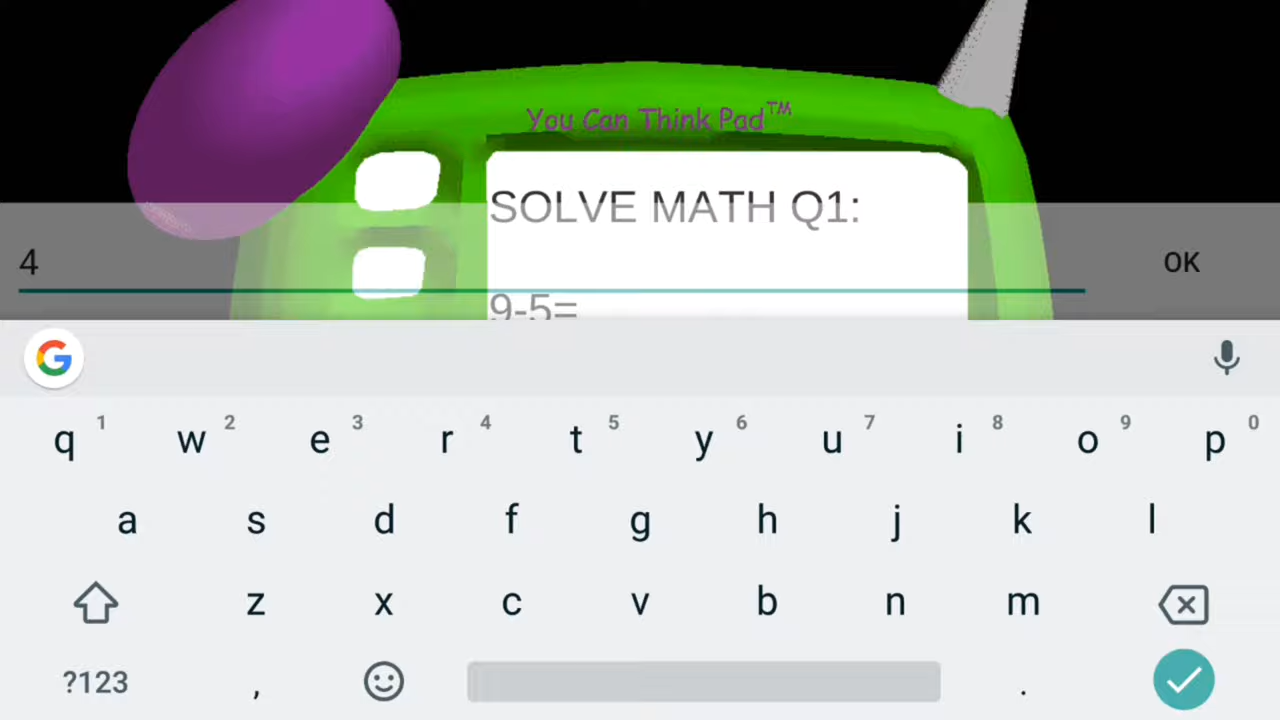 You Can Think Pad™
SOLVE MATH Q1:
4
OK
9-5=
G
q 1 w 2 e 3 r 4 t 5 y 6 u 7 i 8 o 9 p 0
a s d f g h j k l
z x c v b n m
?123 , .